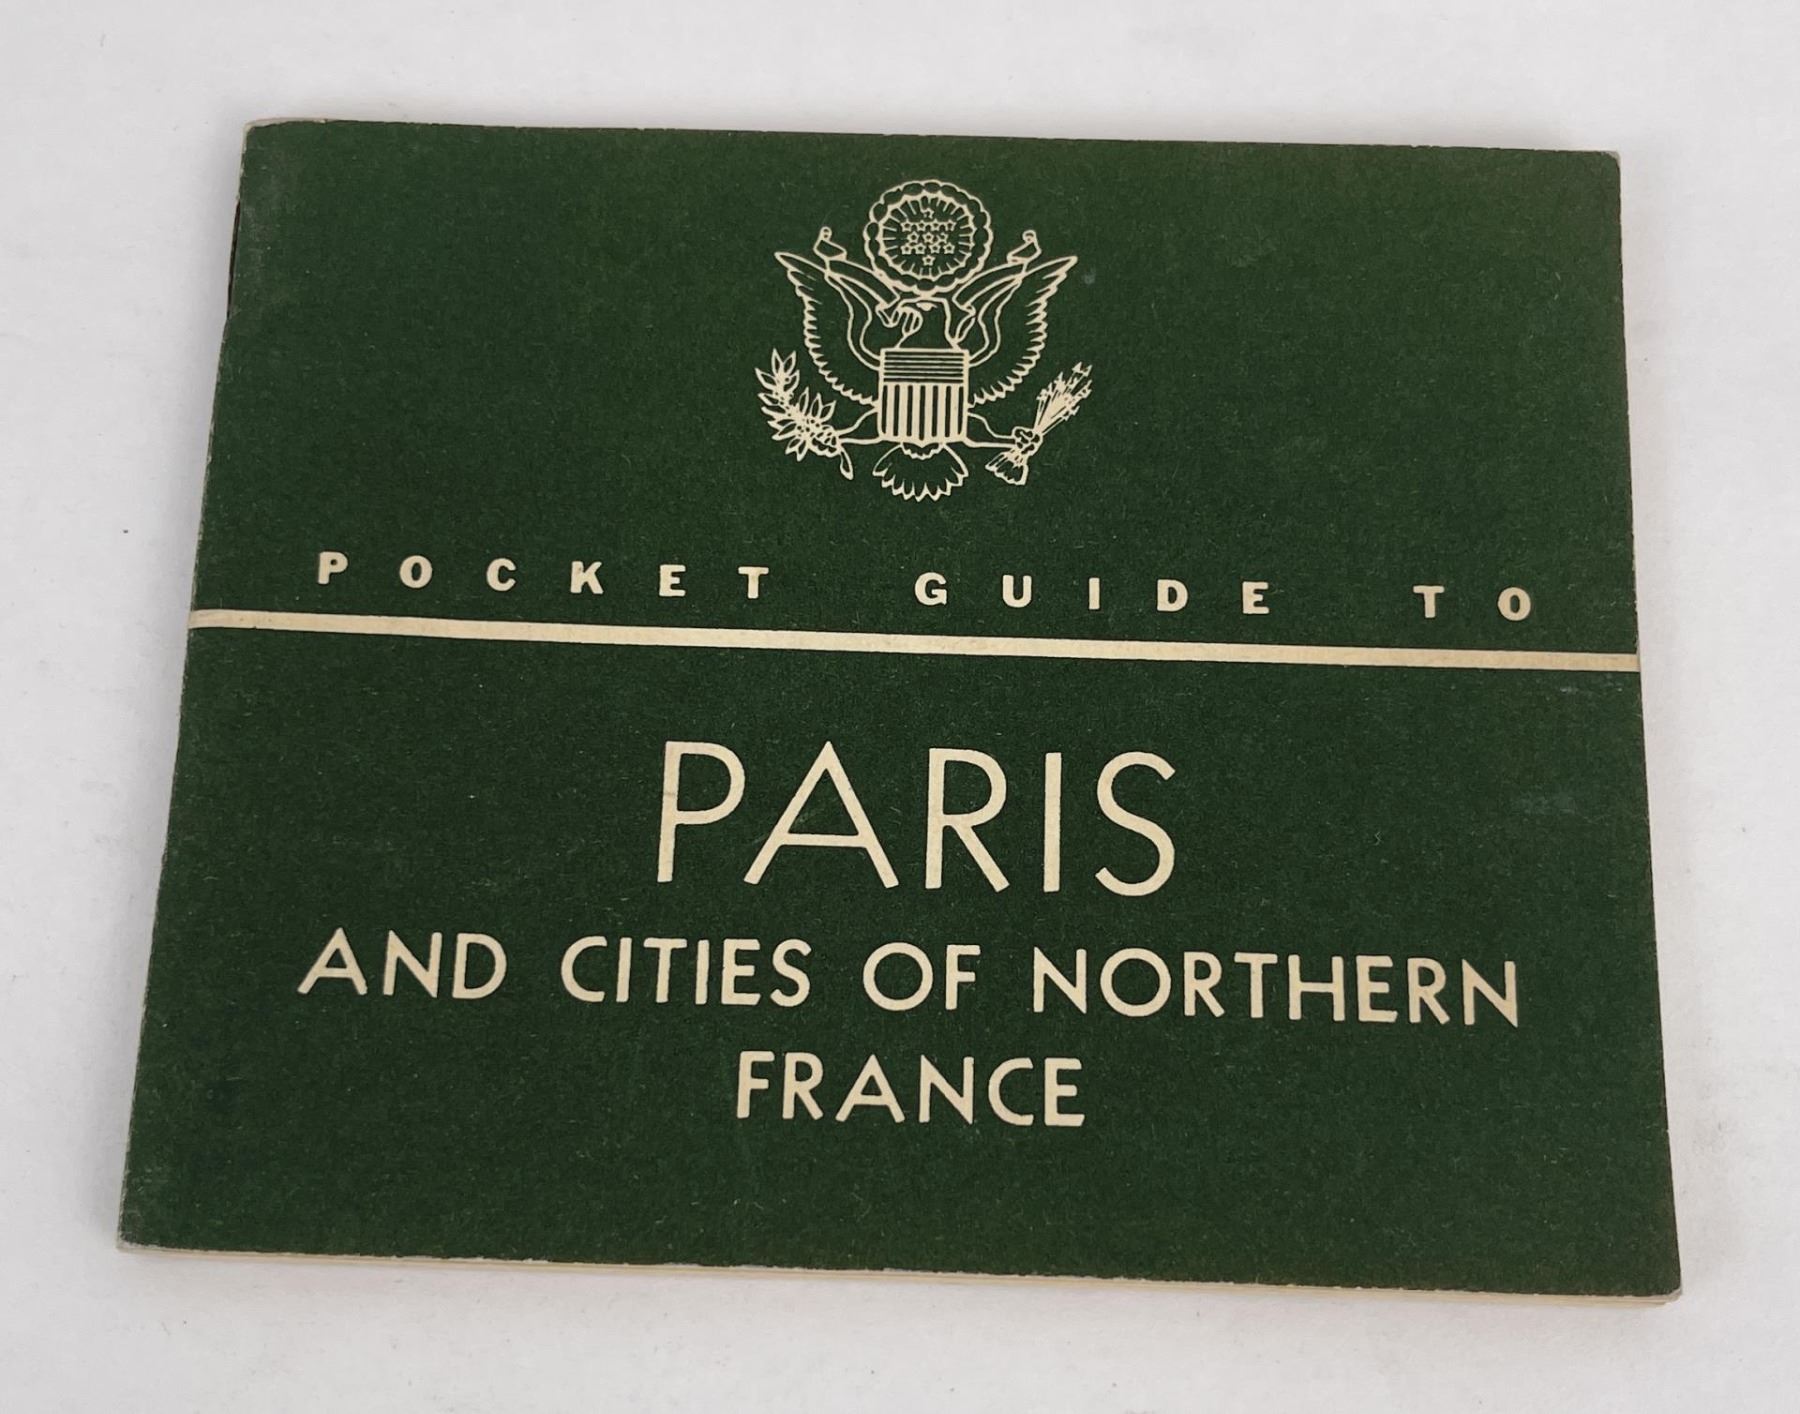 POCKET GUIDE TO
PARIS
AND CITIES OF NORTHERN
FRANCE